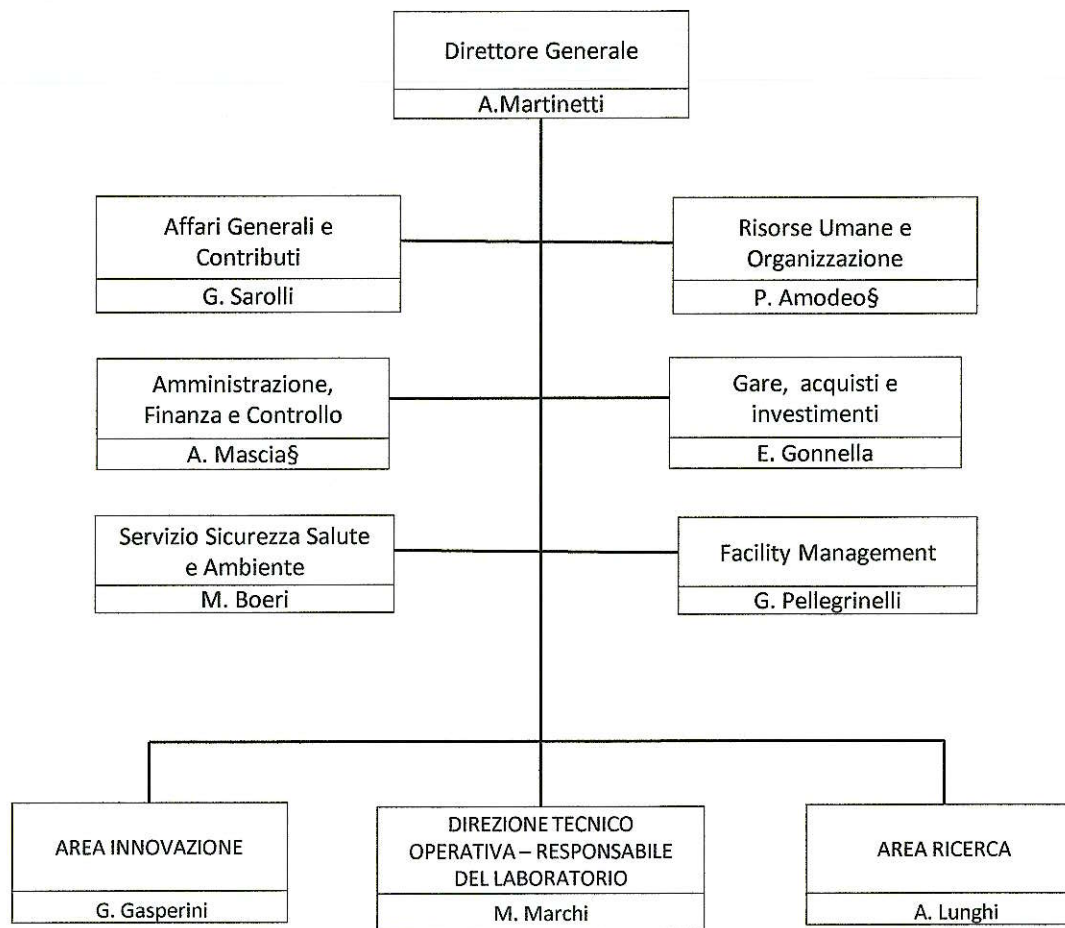 Direttore Generale
A.Martinetti
Affari Generali e
Contributi
G. Sarolli
Risorse Umane e
Organizzazione
P. Amodeo§
Amministrazione,
Finanza e Controllo
A. Mascia§
Gare, acquisti e
investimenti
E. Gonnella
Servizio Sicurezza Salute
e Ambiente
M. Boeri
Facility Management
G. Pellegrinelli
AREA INNOVAZIONE
G. Gasperini
DIREZIONE TECNICO
OPERATIVA – RESPONSABILE
DEL LABORATORIO
M. Marchi
AREA RICERCA
A. Lunghi